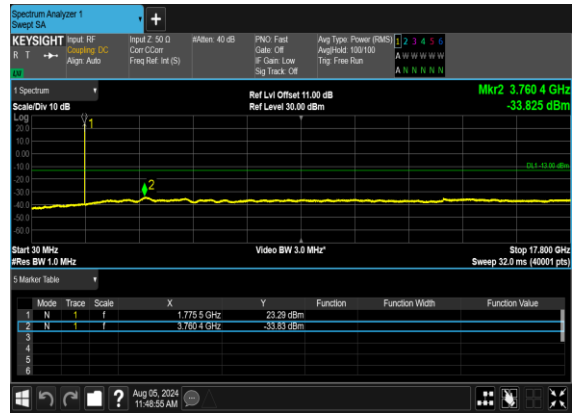 Spectrum Analyzer 1
Swept SA
+
KEYSIGHT Input: RF Input Z: 50 Ω #Atten: 40 dB PNO: Fast Avg Type: Power (RMS) 1 2 3 4 5 6
R T Coupling: DC Corr CCorr Gate: Off Avg|Hold: 100/100 A W W W W W
Align: Auto Freq Ref: Int (S) IF Gain: Low Trig: Free Run
Sig Track: Off A N N N N N
1 Spectrum
Ref Lvl Offset 11.00 dB Mkr2 3.760 4 GHz
Scale/Div 10 dB Ref Level 30.00 dBm -33.825 dBm
Log
1
20.0
10.0
0.00
-10.0
DL1 -13.00 dBm
-20.0
2
-30.0
-40.0
-50.0
-60.0
Start 30 MHz Video BW 3.0 MHz* Stop 17.800 GHz
#Res BW 1.0 MHz Sweep 32.0 ms (40001 pts)
5 Marker Table
Mode Trace Scale X Y Function Function Width Function Value
1 N 1 f 1.775 5 GHz 23.29 dBm
2 N 1 f 3.760 4 GHz -33.83 dBm
3
4
5
6
? Aug 05, 2024
11:48:55 AM